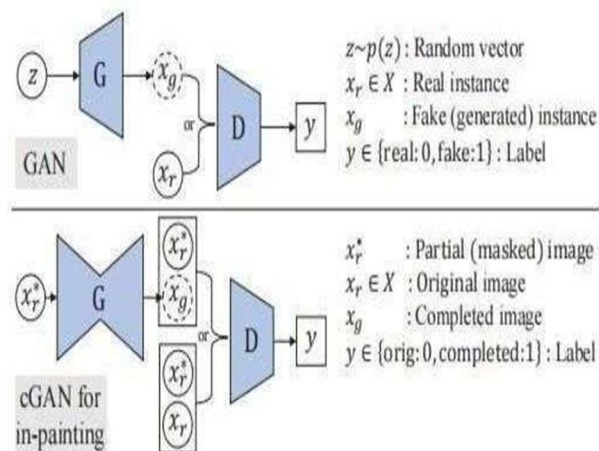 z
G
x_g
or
x_r
D
y
GAN
z~p(z) : Random vector
x_r ∈ X : Real instance
x_g : Fake (generated) instance
y ∈ {real: 0, fake:1} : Label
x_r^*
G
x_r^*
x_g
or
x_r^*
x_r
D
y
cGAN for
in-painting
x_r^* : Partial (masked) image
x_r ∈ X : Original image
x_g : Completed image
y ∈ {orig: 0, completed:1} : Label